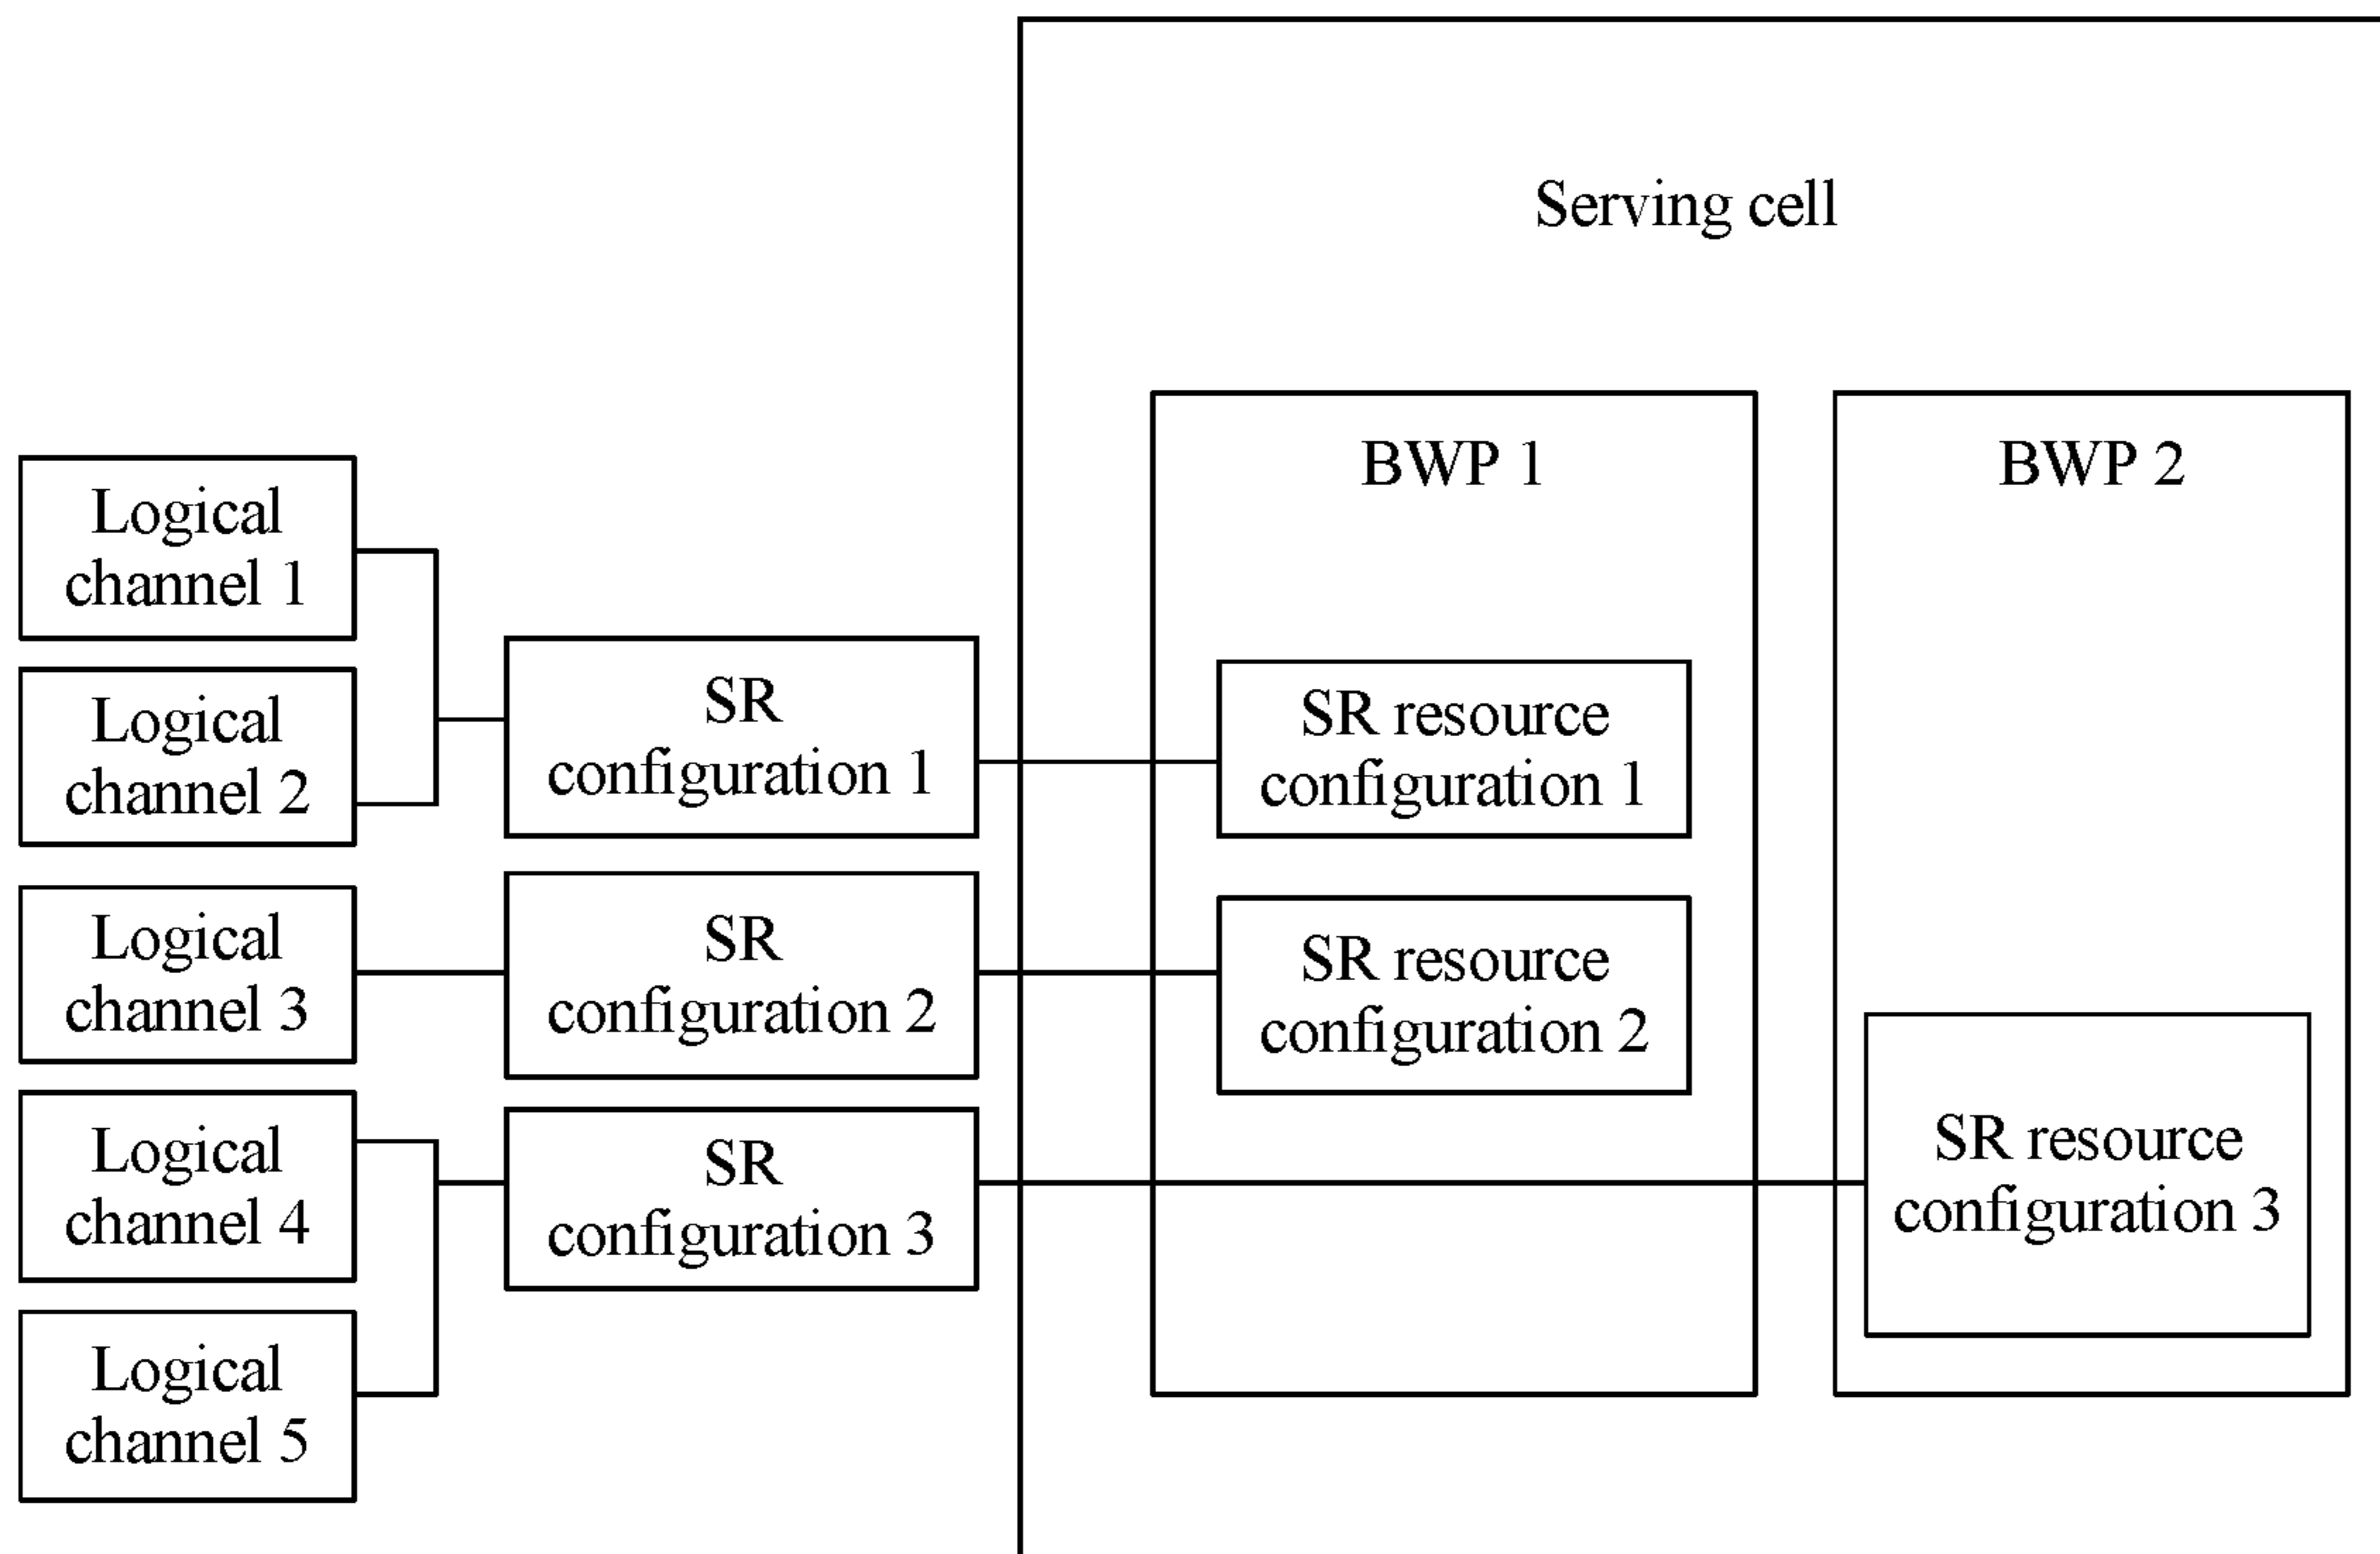 Serving cell
BWP 1
BWP 2
Logical
channel 1
Logical
channel 2
Logical
channel 3
Logical
channel 4
Logical
channel 5
SR
configuration 1
SR
configuration 2
SR
configuration 3
SR resource
configuration 1
SR resource
configuration 2
SR resource
configuration 3